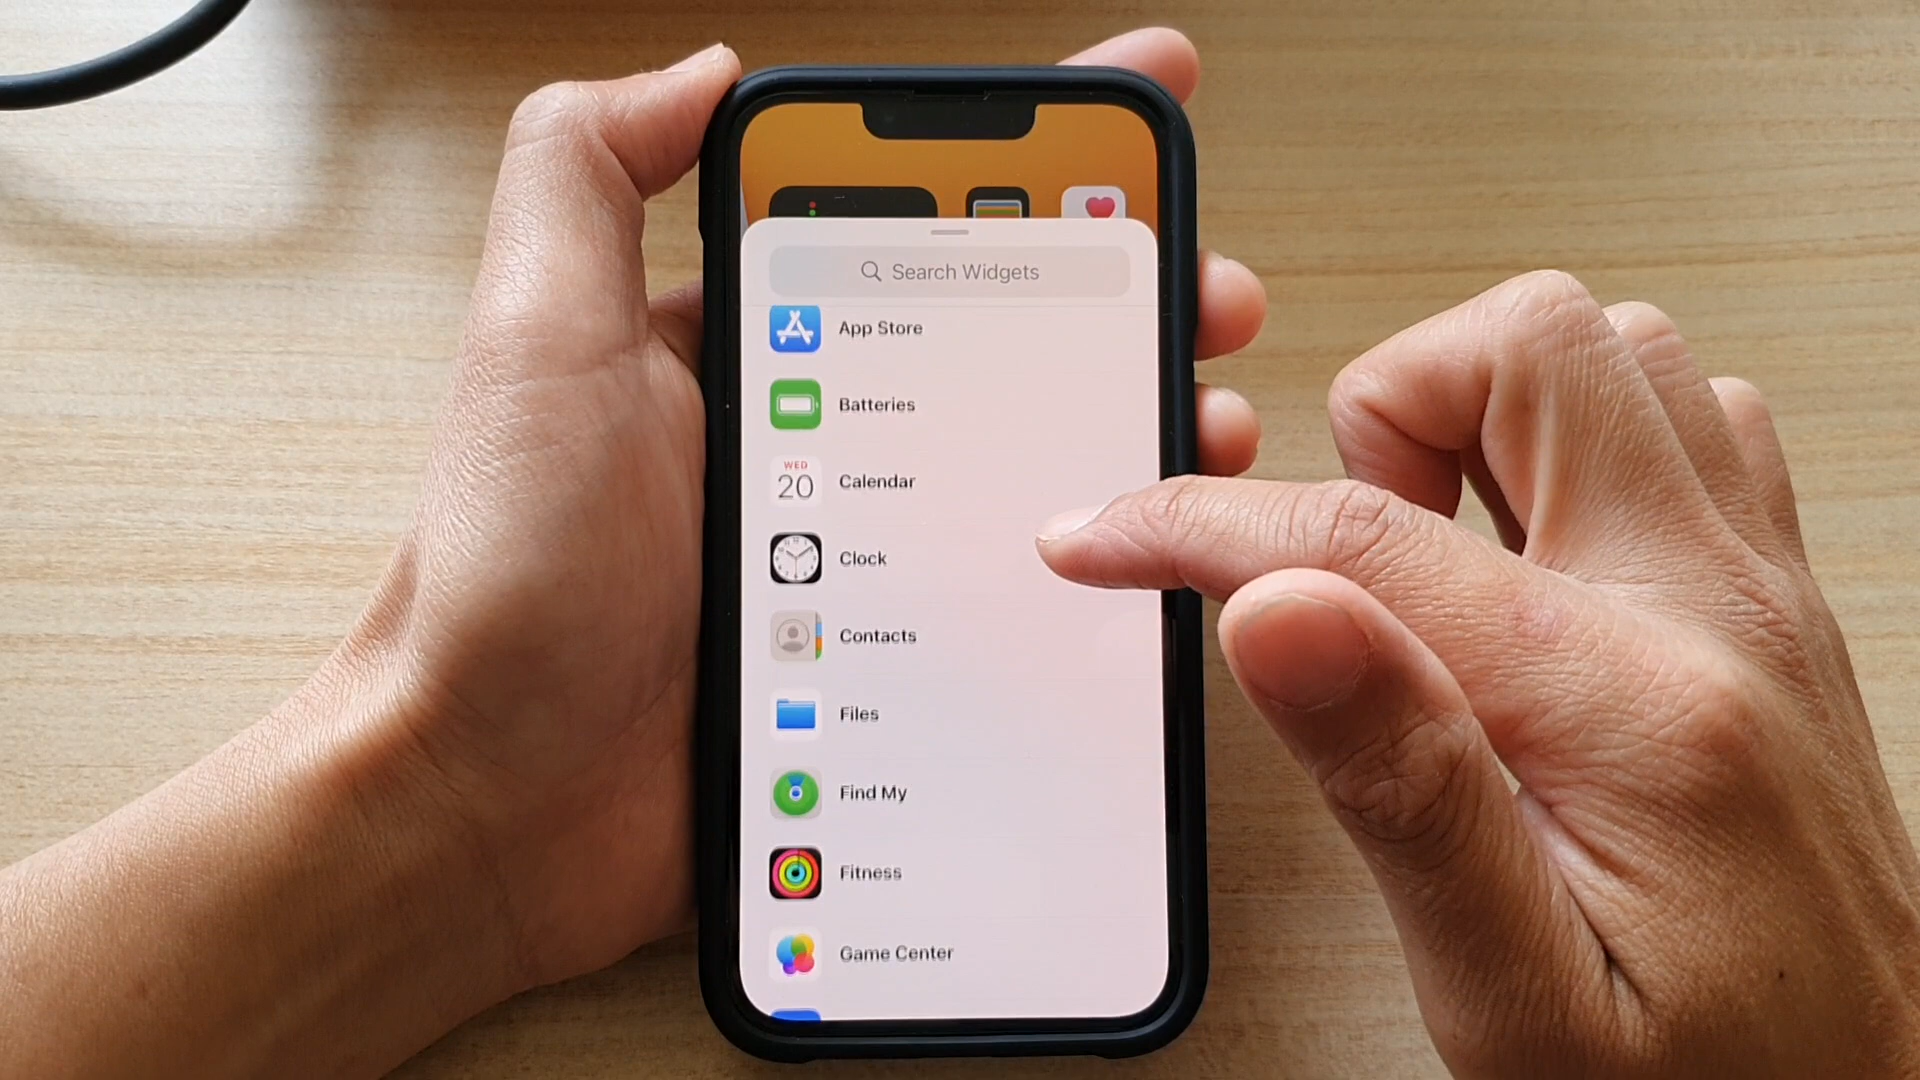 Search Widgets
App Store
Batteries
WED
20
Calendar
Clock
Contacts
Files
Find My
Fitness
Game Center